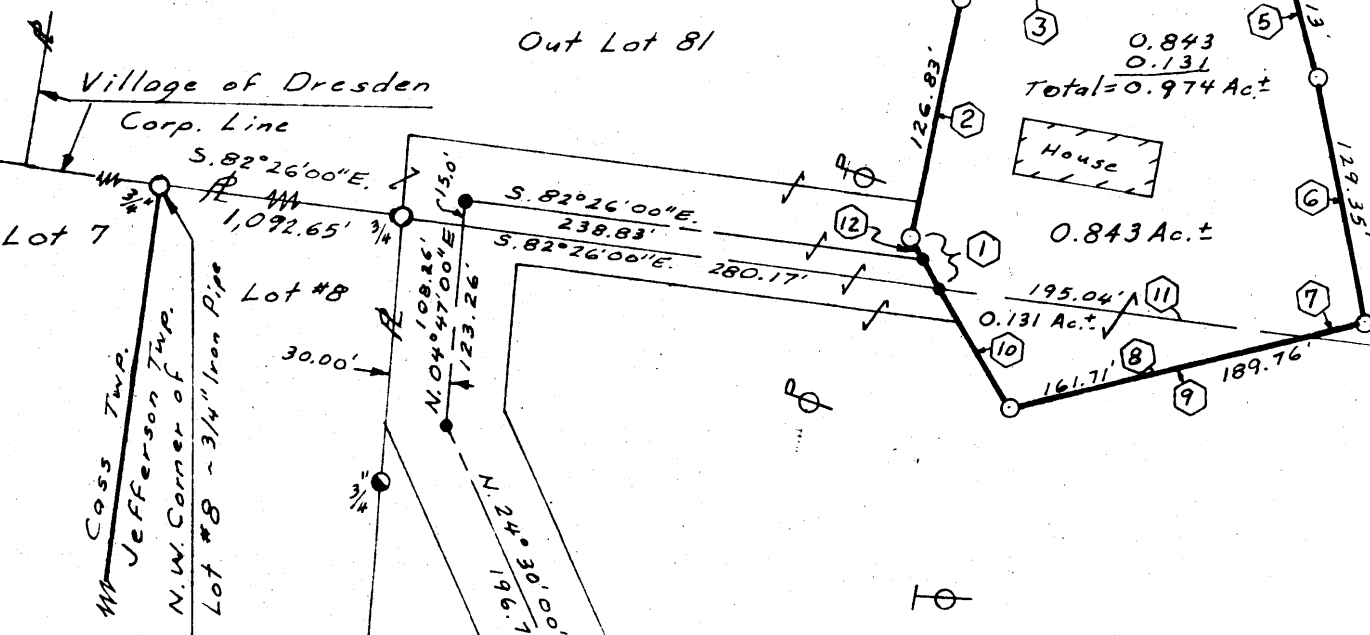 Out Lot 81
3
5
13'
0.843
0.131
Total = 0.974 Ac.±
Village of Dresden
Corp. Line
126.83'
2
House
129.35'
6
S. 82° 26' 00" E.
15.0'
S. 82° 26' 00" E.
238.83'
12
0.843 Ac.±
3/4"
1,092.65'
3/4
S. 82° 26' 00" E.
280.17'
1
Lot 7
Lot #8
108.26'
N. 04° 47' 00" E
123.26'
195.04'
11
7
0.131 Ac.±
10
8
30.00'
161.71'
189.76'
9
3/4"
Cass Twp.
Jefferson Twp.
N.W. Corner of
Lot #8 ~ 3/4" Iron Pipe
N. 24° 30' 00"
196.7